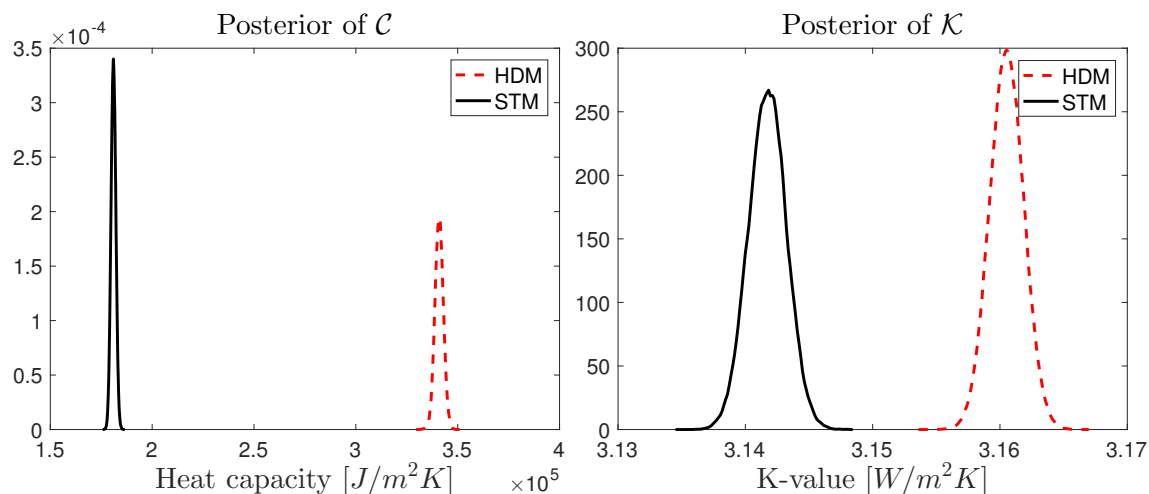 Posterior of C
×10-4
3.5
3
2.5
2
1.5
1
0.5
0
1.5 2 2.5 3 3.5 4
Heat capacity [J/m²K]
×10⁵
HDM
STM
Posterior of K
300
250
200
150
100
50
0
3.13 3.14 3.15 3.16 3.17
K-value [W/m²K]
HDM
STM